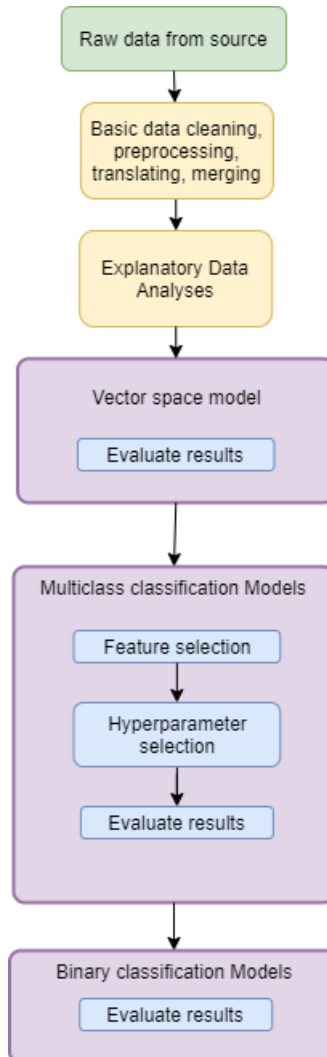 Raw data from source
Basic data cleaning,
preprocessing,
translating, merging
Explanatory Data
Analyses
Vector space model
Evaluate results
Multiclass classification Models
Feature selection
Hyperparameter
selection
Evaluate results
Binary classification Models
Evaluate results